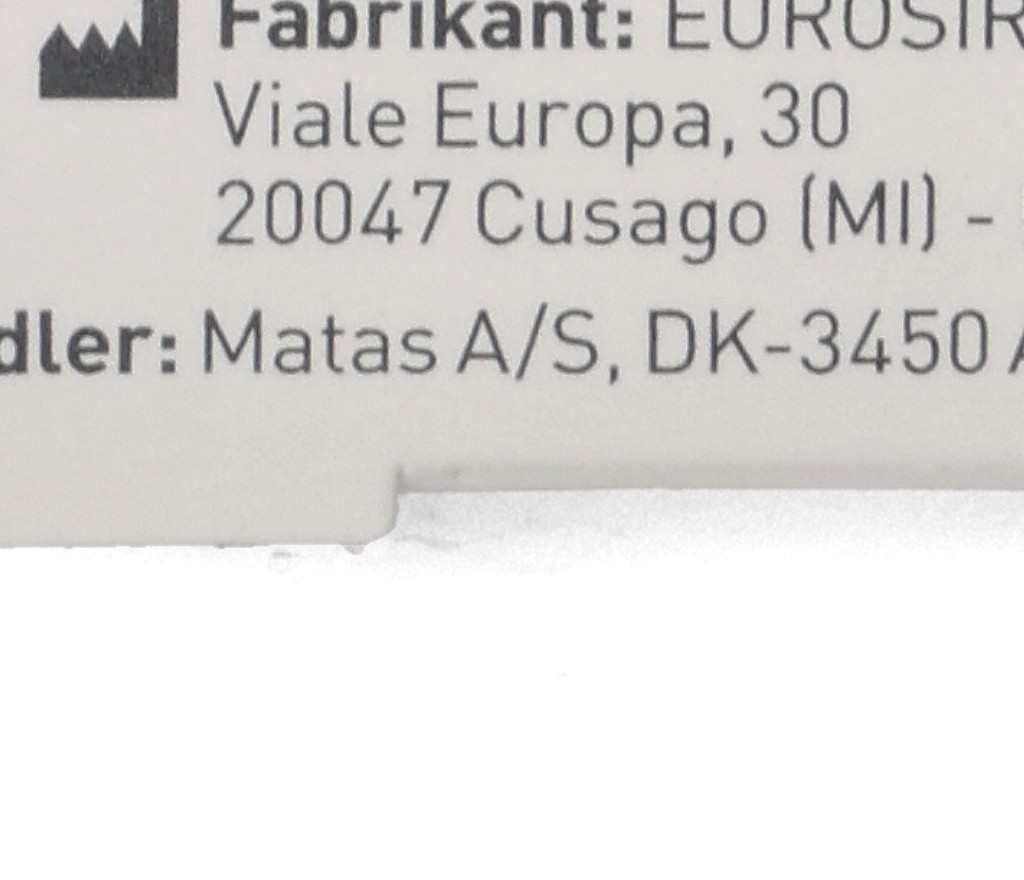 Fabrikant: EUROSIR
Viale Europa, 30
20047 Cusago (MI) -
dler: Matas A/S, DK-3450